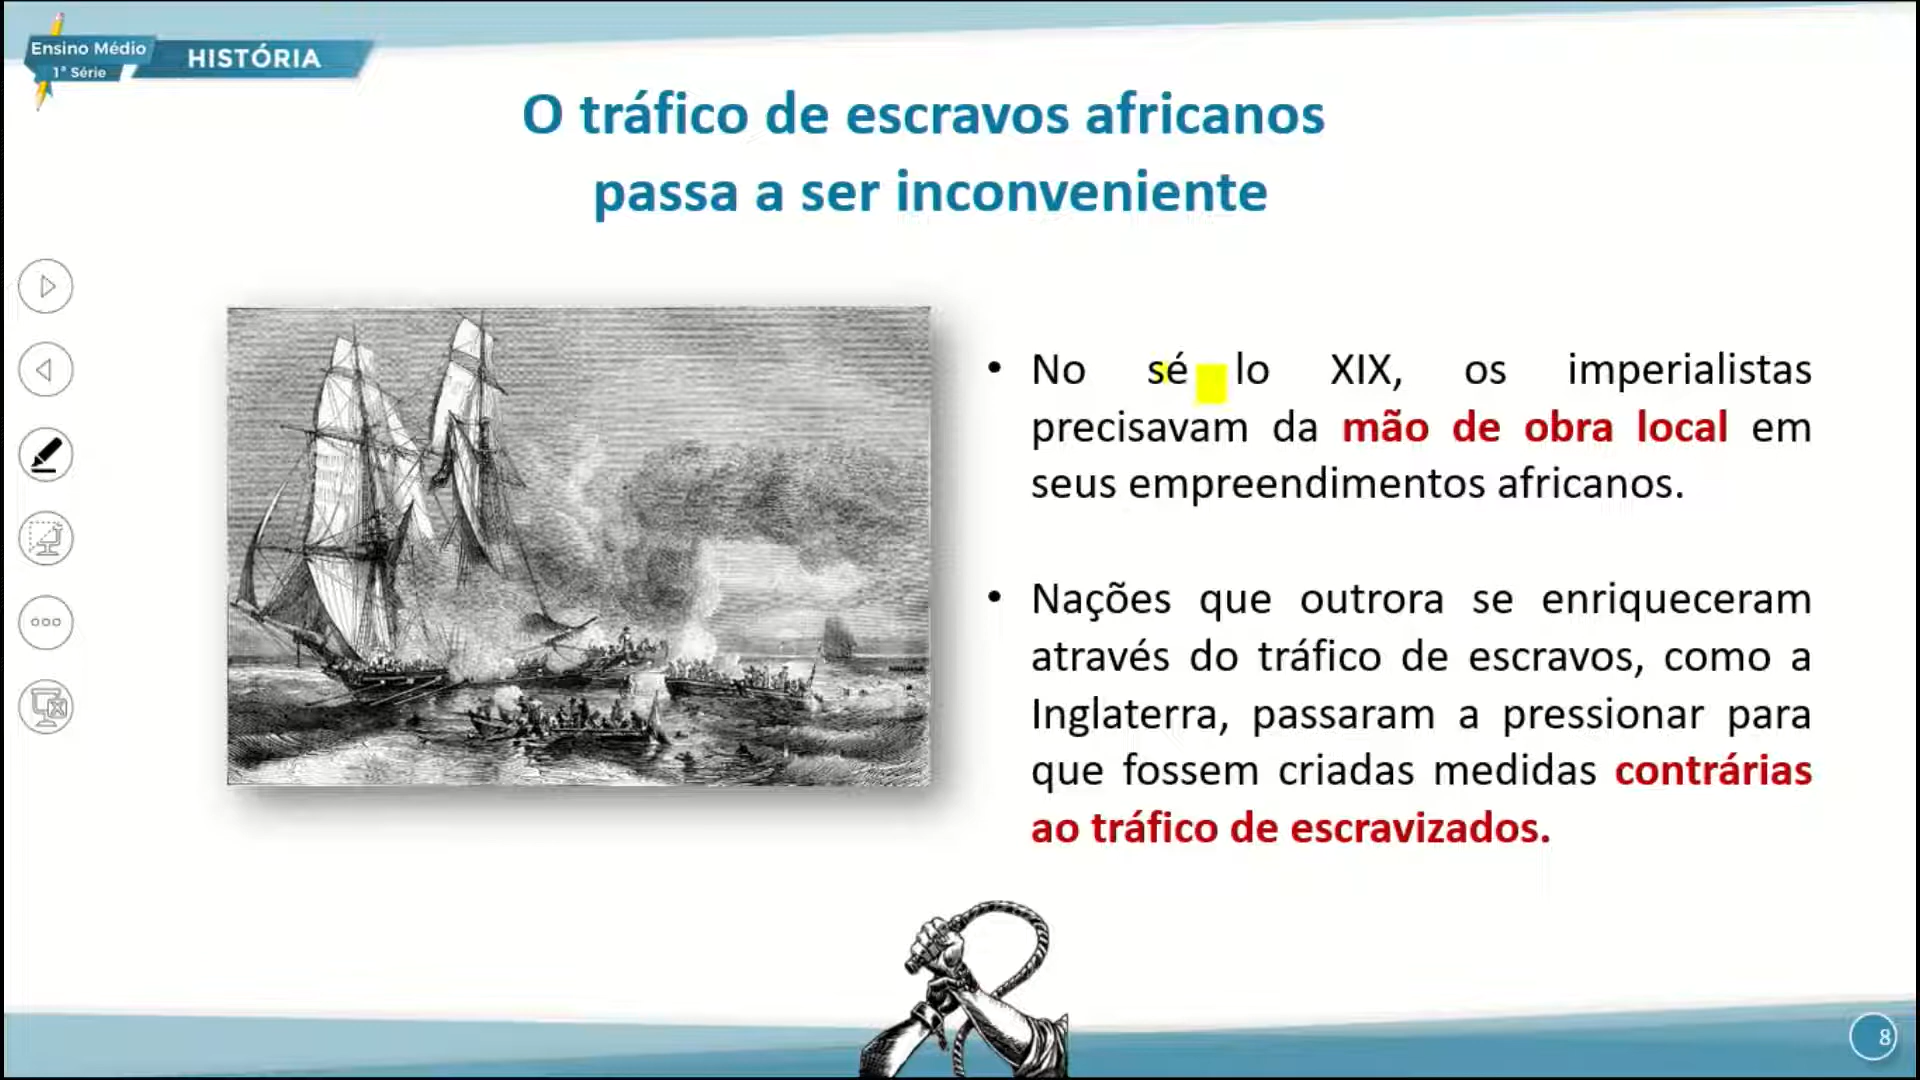 Ensino Médio
1ª Série
HISTÓRIA
O tráfico de escravos africanos
passa a ser inconveniente
• No sé lo XIX, os imperialistas
precisavam da mão de obra local em
seus empreendimentos africanos.
• Nações que outrora se enriqueceram
através do tráfico de escravos, como a
Inglaterra, passaram a pressionar para
que fossem criadas medidas contrárias
ao tráfico de escravizados.
8